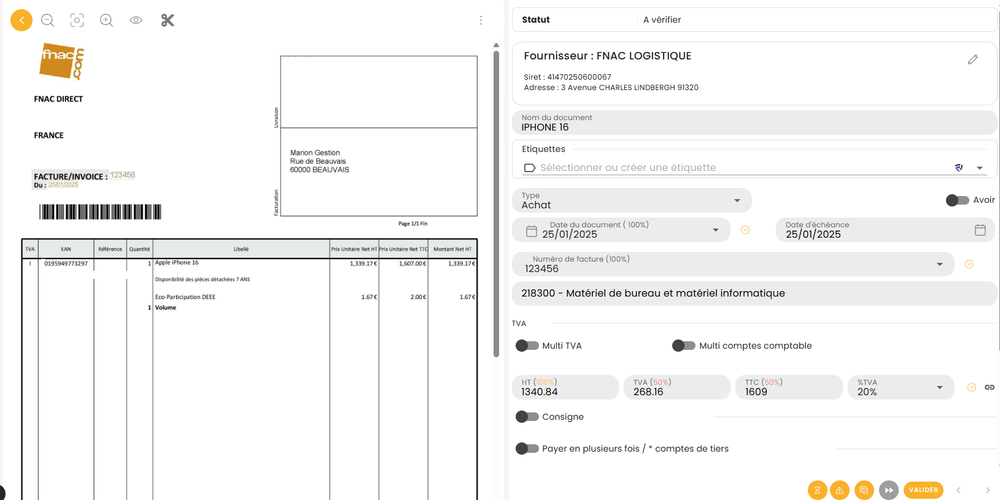 fnac
.com
FNAC DIRECT
FRANCE
FACTURE/INVOICE : 123456
Du : 25/01/2025
Livraison
Marion Gestion
Rue de Beauvais
60000 BEAUVAIS
Facturation
Page 1/1 Fin
TVA EAN Référence Quantité Libellé Prix Unitaire Net HT Prix Unitaire Net TTC Montant Net HT
I 0195949773297 1 Apple iPhone 16 1,339.17€ 1,607.00€ 1,339.17€
Disponibilité des pièces détachées 7 ANS
Eco-Participation DEEE 1.67€ 2.00€ 1.67€
1 Volume
Statut A vérifier
Fournisseur : FNAC LOGISTIQUE
Siret : 41470250600067
Adresse : 3 Avenue CHARLES LINDBERGH 91320
Nom du document
IPHONE 16
Etiquettes
Sélectionner ou créer une étiquette
Type
Achat
Avoir
Date du document ( 100%)
25/01/2025
Date d'échéance
25/01/2025
Numéro de facture (100%)
123456
218300 - Matériel de bureau et matériel informatique
TVA
Multi TVA
Multi comptes comptable
HT (100%)
1340.84
TVA (50%)
268.16
TTC (50%)
1609
%TVA
20%
Consigne
Payer en plusieurs fois / * comptes de tiers
VALIDER